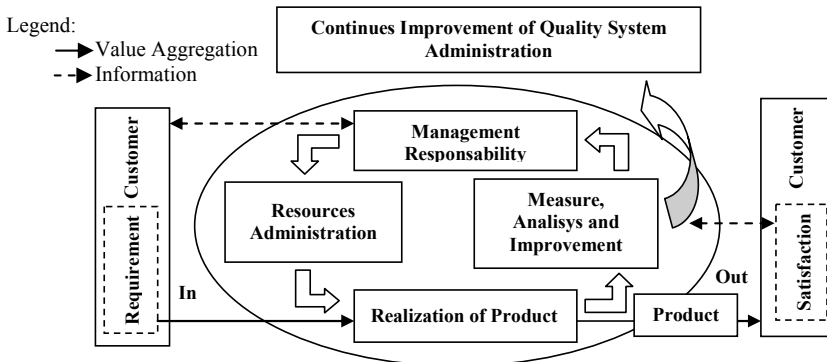 Legend:
Value Aggregation
Information
Continues Improvement of Quality System
Administration
Customer
Requirement
In
Management
Responsability
Resources
Administration
Measure,
Analisys and
Improvement
Realization of Product
Product
Out
Customer
Satisfaction